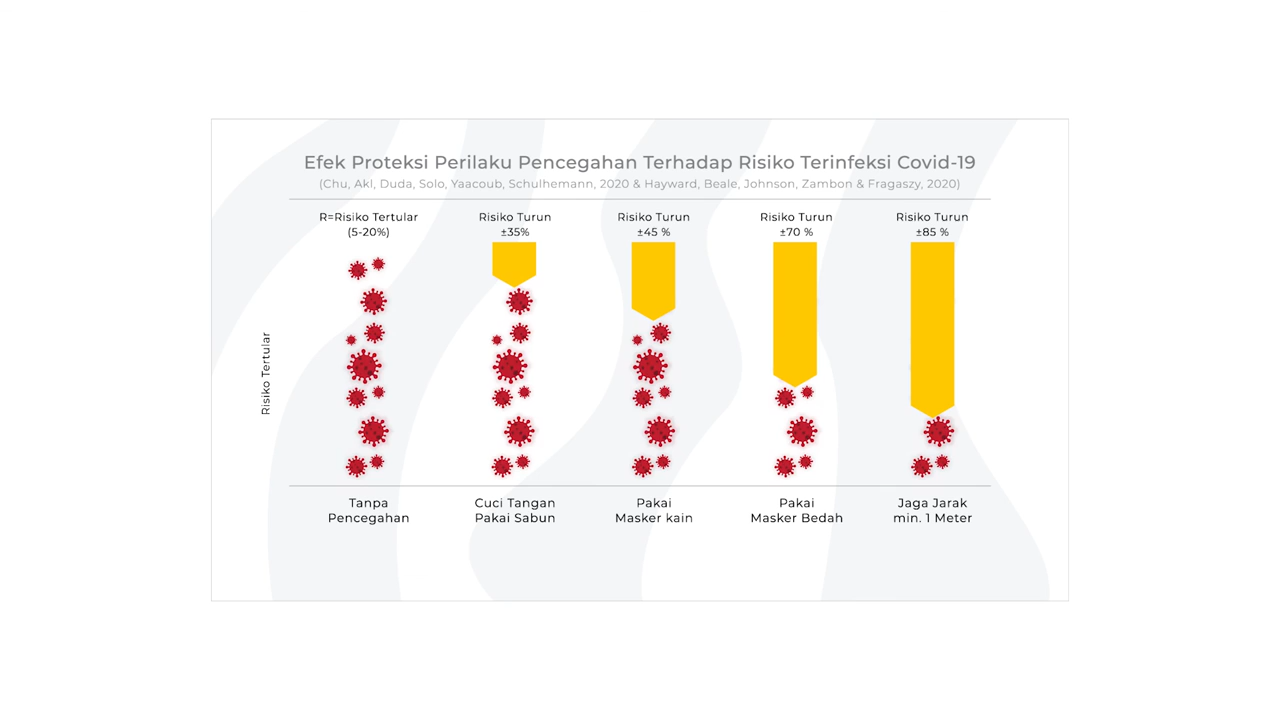 Efek Proteksi Perilaku Pencegahan Terhadap Risiko Terinfeksi Covid-19
(Chu, Akl, Duda, Solo, Yaacoub, Schulhemann, 2020 & Hayward, Beale, Johnson, Zambon & Fragaszy, 2020)
R=Risiko Tertular
(5-20%)
Risiko Turun
±35%
Risiko Turun
±45 %
Risiko Turun
±70 %
Risiko Turun
±85 %
Risiko Tertular
Tanpa
Pencegahan
Cuci Tangan
Pakai Sabun
Pakai
Masker kain
Pakai
Masker Bedah
Jaga Jarak
min. 1 Meter